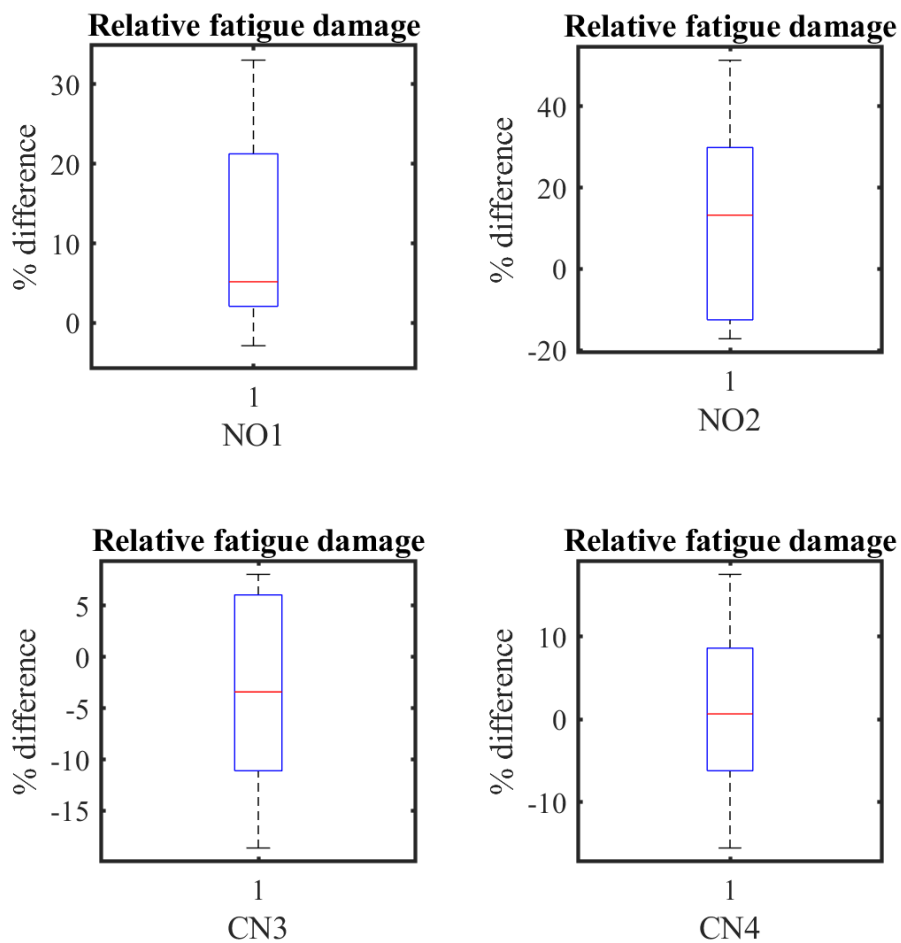 Relative fatigue damage
% difference
30
20
10
0
1
NO1
Relative fatigue damage
% difference
40
20
0
-20
1
NO2
Relative fatigue damage
% difference
5
0
-5
-10
-15
1
CN3
Relative fatigue damage
% difference
10
0
-10
1
CN4